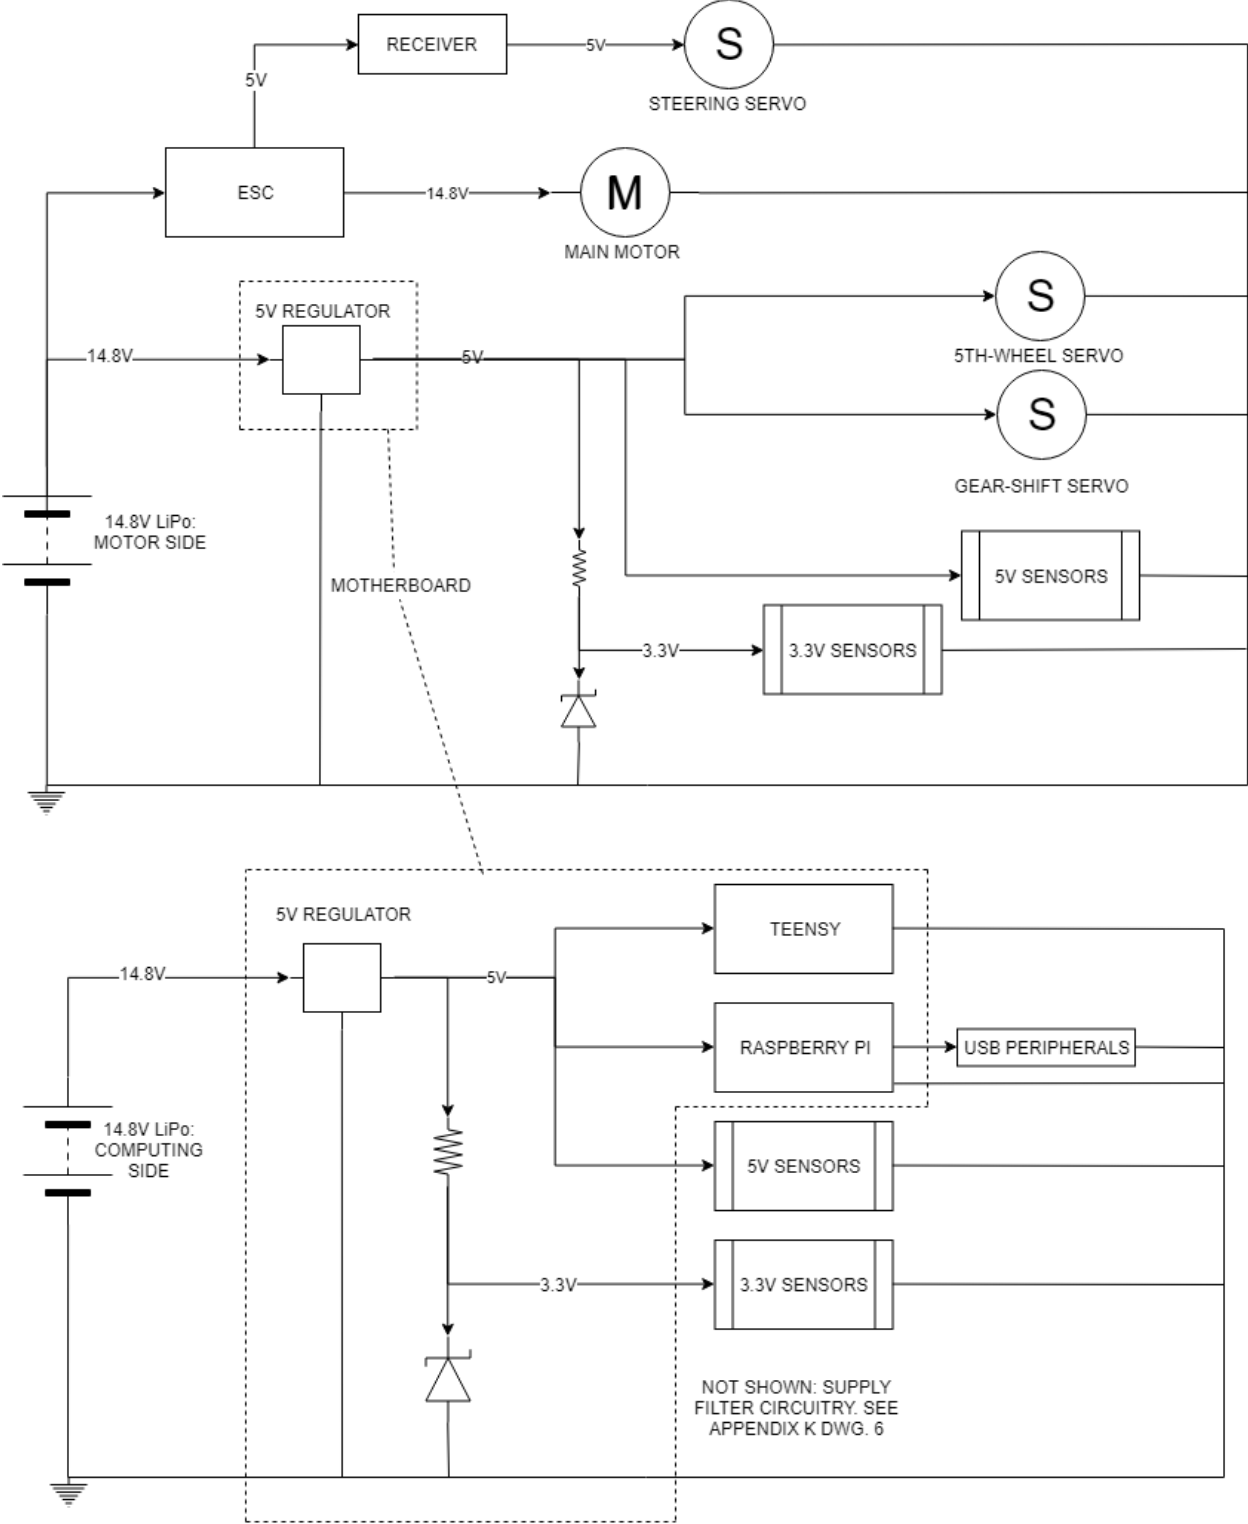 RECEIVER
5V
S
STEERING SERVO
5V
ESC
14.8V
M
MAIN MOTOR
5V REGULATOR
14.8V
5V
S
5TH-WHEEL SERVO
S
GEAR-SHIFT SERVO
14.8V LiPo:
MOTOR SIDE
MOTHERBOARD
5V SENSORS
3.3V
3.3V SENSORS
5V REGULATOR
14.8V
5V
TEENSY
RASPBERRY PI
USB PERIPHERALS
14.8V LiPo:
COMPUTING
SIDE
5V SENSORS
3.3V
3.3V SENSORS
NOT SHOWN: SUPPLY
FILTER CIRCUITRY. SEE
APPENDIX K DWG. 6